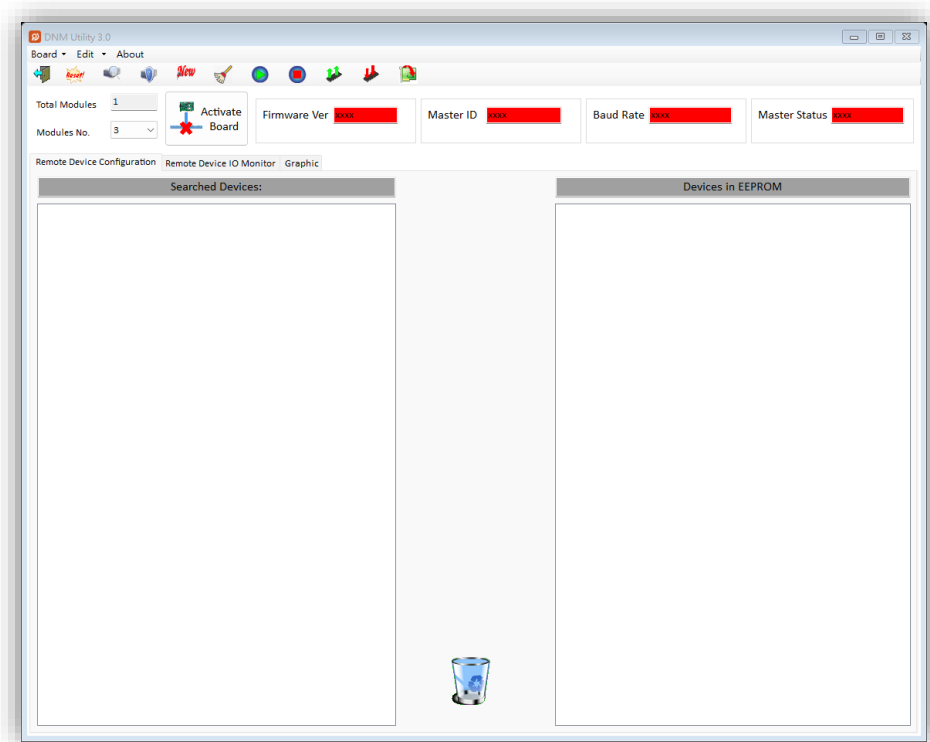 DNM Utility 3.0
Board Edit About
Reset! New
Total Modules 1
Modules No. 3
Activate
Board
Firmware Ver xxxx
Master ID xxxx
Baud Rate xxxx
Master Status xxxx
Remote Device Configuration Remote Device IO Monitor Graphic
Searched Devices:
Devices in EEPROM